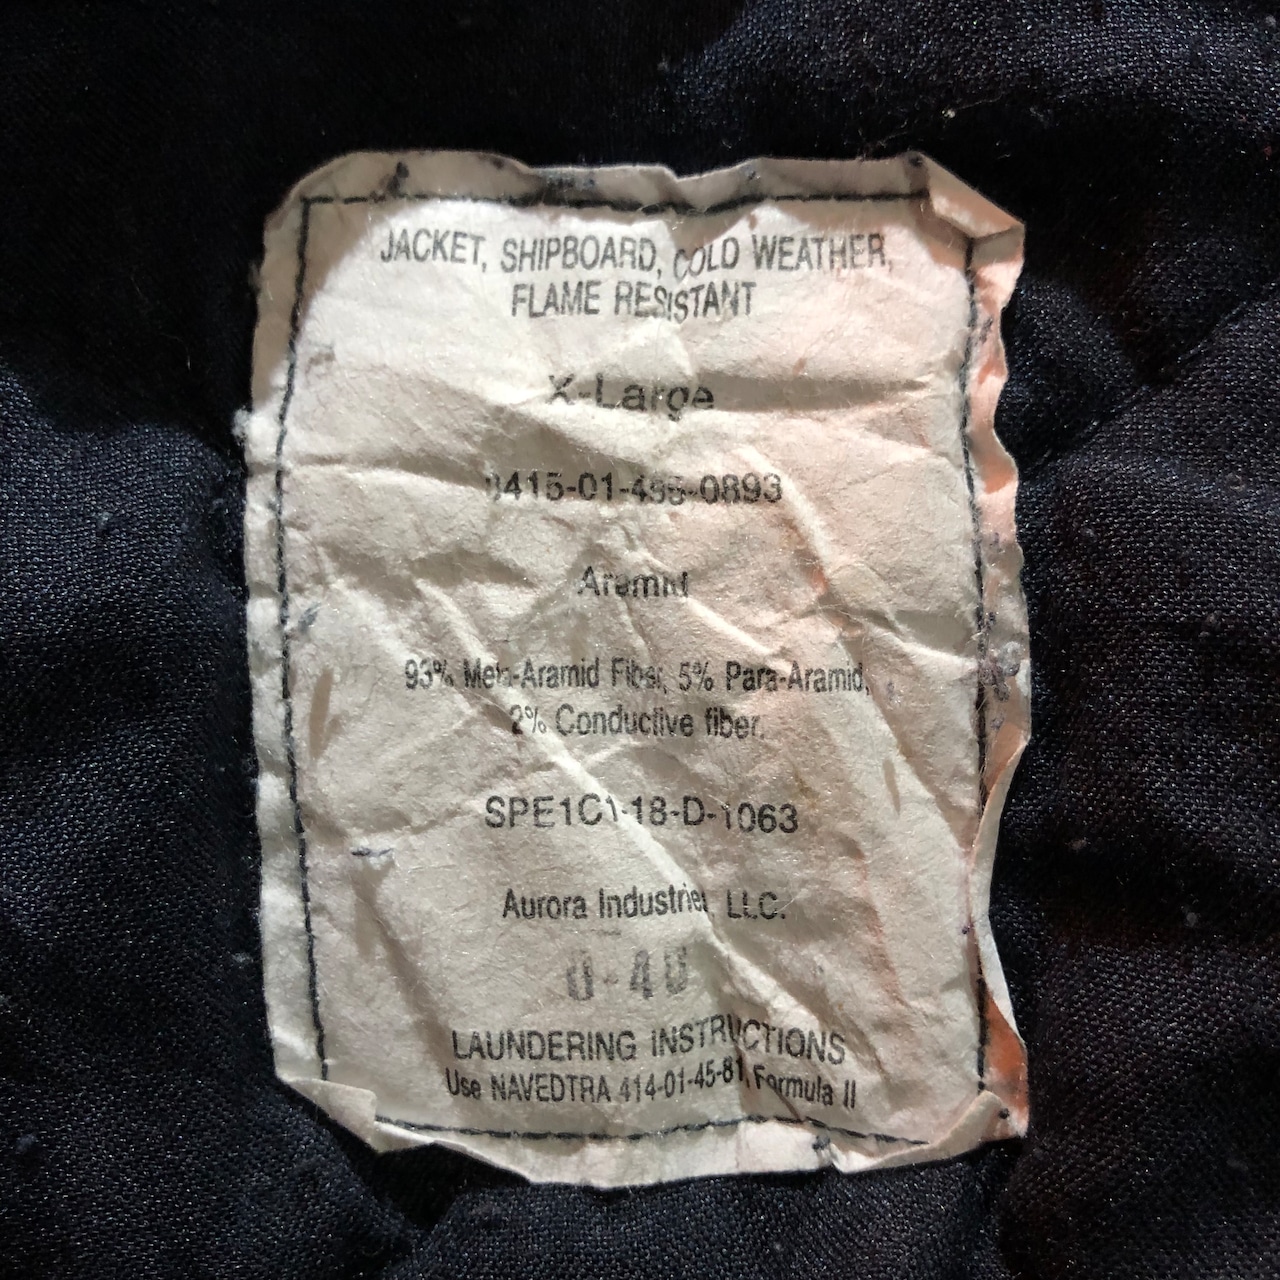 JACKET, SHIPBOARD, COLD WEATHER,
FLAME RESISTANT
X-Large
Aramid
93% Meta-Aramid Fiber, 5% Para-Aramid,
2% Conductive fiber.
SPE1C1-18-D-1063
Aurora Industries, LLC.
LAUNDERING INSTRUCTIONS
Use NAVEDTRA 414-01-45-81, Formula II